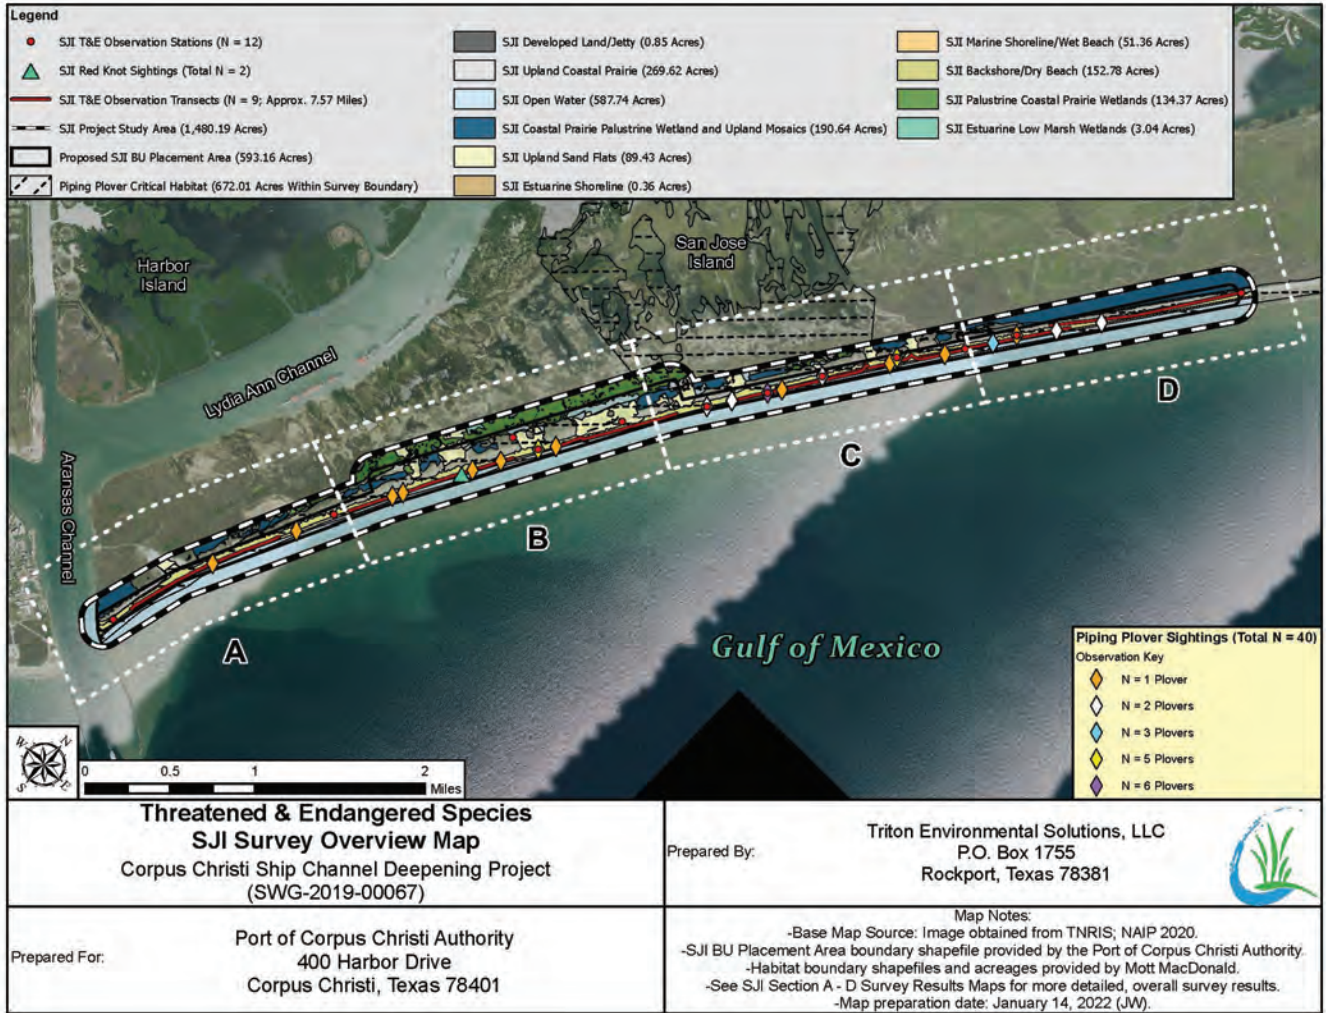 Legend
SJI T&E Observation Stations (N = 12)
SJI Red Knot Sightings (Total N = 2)
SJI T&E Observation Transects (N = 9; Approx. 7.57 Miles)
SJI Project Study Area (1,480.19 Acres)
Proposed SJI BU Placement Area (593.16 Acres)
Piping Plover Critical Habitat (672.01 Acres Within Survey Boundary)
SJI Developed Land/Jetty (0.85 Acres)
SJI Upland Coastal Prairie (269.62 Acres)
SJI Open Water (587.74 Acres)
SJI Coastal Prairie Palustrine Wetland and Upland Mosaics (190.64 Acres)
SJI Upland Sand Flats (89.43 Acres)
SJI Estuarine Shoreline (0.36 Acres)
SJI Marine Shoreline/Wet Beach (51.36 Acres)
SJI Backshore/Dry Beach (152.78 Acres)
SJI Palustrine Coastal Prairie Wetlands (134.37 Acres)
SJI Estuarine Low Marsh Wetlands (3.04 Acres)
Harbor
Island
San Jose
Island
Lydia Ann Channel
Aransas Channel
A
B
C
D
Gulf of Mexico
Piping Plover Sightings (Total N = 40)
Observation Key
N = 1 Plover
N = 2 Plovers
N = 3 Plovers
N = 5 Plovers
N = 6 Plovers
N
W
E
S
0 0.5 1 2
Miles
Threatened & Endangered Species
SJI Survey Overview Map
Corpus Christi Ship Channel Deepening Project
(SWG-2019-00067)
Prepared By:
Triton Environmental Solutions, LLC
P.O. Box 1755
Rockport, Texas 78381
Prepared For:
Port of Corpus Christi Authority
400 Harbor Drive
Corpus Christi, Texas 78401
Map Notes:
-Base Map Source: Image obtained from TNRIS; NAIP 2020.
-SJI BU Placement Area boundary shapefile provided by the Port of Corpus Christi Authority.
-Habitat boundary shapefiles and acreages provided by Mott MacDonald.
-See SJI Section A - D Survey Results Maps for more detailed, overall survey results.
-Map preparation date: January 14, 2022 (JW).